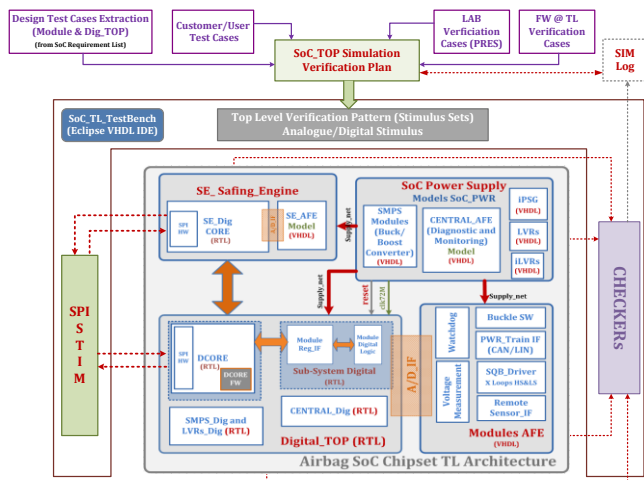 Design Test Cases Extraction
(Module & Dig_TOP)
(from SoC Requirement List)
Customer/User
Test Cases
LAB
Verficiation
Cases (PRES)
FW @ TL
Verification
Cases
SoC_TOP Simulation
Verification Plan
SIM
Log
SoC_TL_TestBench
(Eclipse VHDL IDE)
Top Level Verification Pattern (Stimulus Sets)
Analogue/Digital Stimulus
SE_ Safing_Engine
SPI
HW
SE_Dig
CORE
(RTL)
A/D IF
SE_AFE
Model
(VHDL)
Supply_net
SoC Power Supply
Models SoC_PWR
SMPS
Modules
(Buck/
Boost
Converter)
(VHDL)
CENTRAL_AFE
(Diagnostic and
Monitoring)
Model
(VHDL)
iPSG
(VHDL)
LVRs
(VHDL)
iLVRs
(VHDL)
Supply_net
reset
clk72M
Supply_net
SPI
S
T
I
M
CHECKERs
SPI
HW
DCORE
(RTL)
DCORE
FW
Module
Reg_IF
Module
Digital
Logic
Sub-System Digital
(RTL)
SMPS_Dig and
LVRs_Dig (RTL)
CENTRAL_Dig (RTL)
Digital_TOP (RTL)
A/D_IF
Watchdog
Voltage
Measurement
Buckle SW
PWR_Train IF
(CAN/LIN)
SQB_Driver
X Loops HS&LS
Remote
Sensor_IF
Modules AFE
(VHDL)
Airbag SoC Chipset TL Architecture